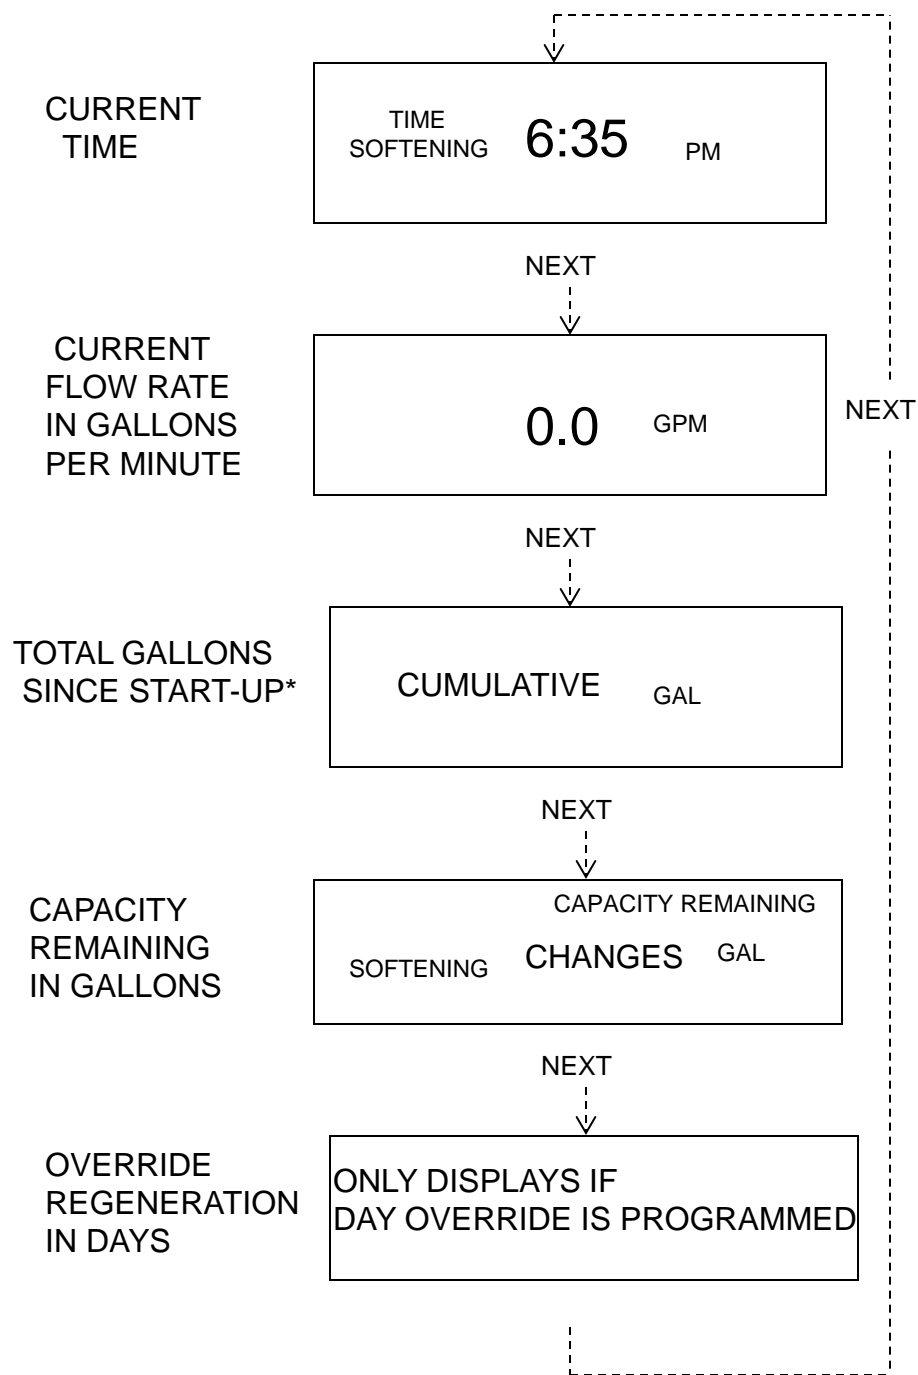 CURRENT
TIME
TIME
SOFTENING
6:35
PM
NEXT
CURRENT
FLOW RATE
IN GALLONS
PER MINUTE
0.0
GPM
NEXT
NEXT
TOTAL GALLONS
SINCE START-UP*
CUMULATIVE
GAL
NEXT
CAPACITY
REMAINING
IN GALLONS
CAPACITY REMAINING
SOFTENING
CHANGES
GAL
NEXT
OVERRIDE
REGENERATION
IN DAYS
ONLY DISPLAYS IF
DAY OVERRIDE IS PROGRAMMED